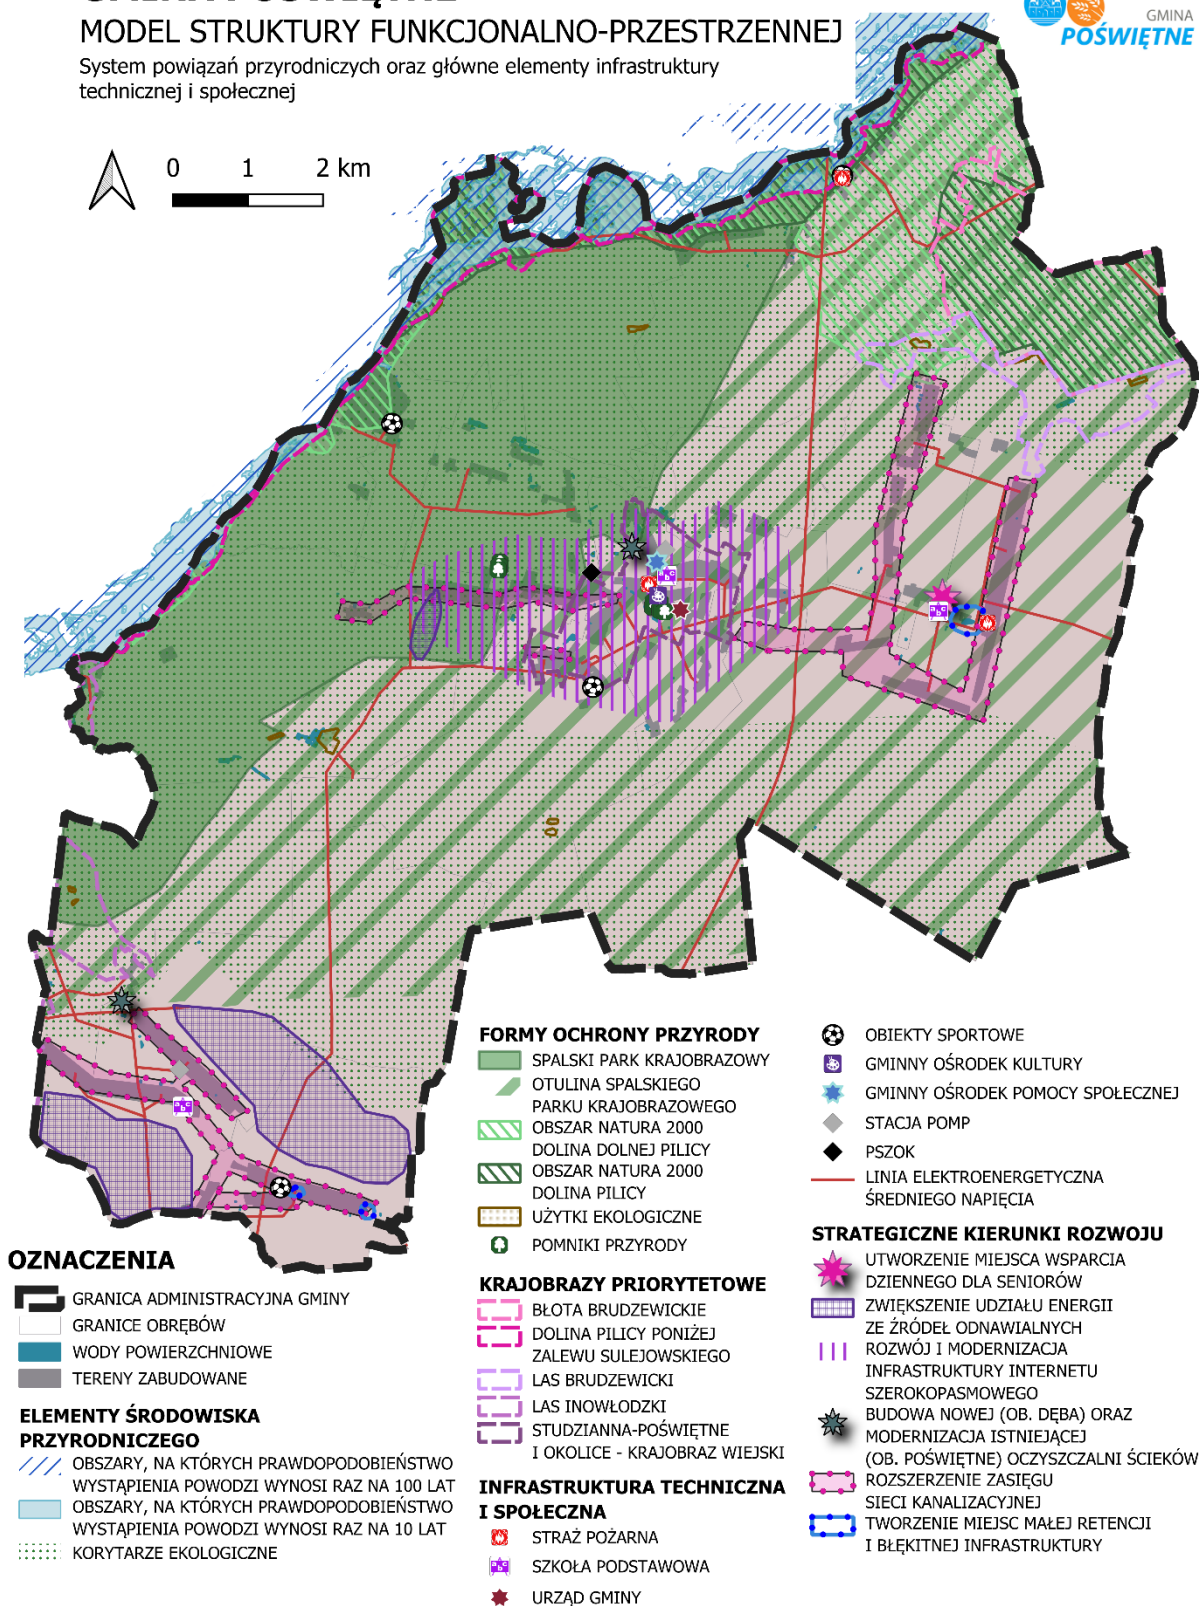 MODEL STRUKTURY FUNKCJONALNO-PRZESTRZENNEJ
System powiązań przyrodniczych oraz główne elementy infrastruktury
technicznej i społecznej
GMINA
POŚWIĘTNE
0 1 2 km
FORMY OCHRONY PRZYRODY
SPALSKI PARK KRAJOBRAZOWY
OTULINA SPALSKIEGO
PARKU KRAJOBRAZOWEGO
OBSZAR NATURA 2000
DOLINA DOLNEJ PILICY
OBSZAR NATURA 2000
DOLINA PILICY
UŻYTKI EKOLOGICZNE
POMNIKI PRZYRODY
KRAJOBRAZY PRIORYTETOWE
BŁOTA BRUDZEWICKIE
DOLINA PILICY PONIŻEJ
ZALEWU SULEJOWSKIEGO
LAS BRUDZEWICKI
LAS INOWŁODZKI
STUDZIANNA-POŚWIĘTNE
I OKOLICE - KRAJOBRAZ WIEJSKI
INFRASTRUKTURA TECHNICZNA
I SPOŁECZNA
STRAŻ POŻARNA
SZKOŁA PODSTAWOWA
URZĄD GMINY
OBIEKTY SPORTOWE
GMINNY OŚRODEK KULTURY
GMINNY OŚRODEK POMOCY SPOŁECZNEJ
STACJA POMP
PSZOK
LINIA ELEKTROENERGETYCZNA
ŚREDNIEGO NAPIĘCIA
STRATEGICZNE KIERUNKI ROZWOJU
UTWORZENIE MIEJSCA WSPARCIA
DZIENNEGO DLA SENIORÓW
ZWIĘKSZENIE UDZIAŁU ENERGII
ZE ŹRÓDEŁ ODNAWIALNYCH
ROZWÓJ I MODERNIZACJA
INFRASTRUKTURY INTERNETU
SZEROKOPASMOWEGO
BUDOWA NOWEJ (OB. DĘBA) ORAZ
MODERNIZACJA ISTNIEJĄCEJ
(OB. POŚWIĘTNE) OCZYSZCZALNI ŚCIEKÓW
ROZSZERZENIE ZASIĘGU
SIECI KANALIZACYJNEJ
TWORZENIE MIEJSC MAŁEJ RETENCJI
I BŁĘKITNEJ INFRASTRUKTURY
OZNACZENIA
GRANICA ADMINISTRACYJNA GMINY
GRANICE OBRĘBÓW
WODY POWIERZCHNIOWE
TERENY ZABUDOWANE
ELEMENTY ŚRODOWISKA
PRZYRODNICZEGO
OBSZARY, NA KTÓRYCH PRAWDOPODOBIEŃSTWO
WYSTĄPIENIA POWODZI WYNOSI RAZ NA 100 LAT
OBSZARY, NA KTÓRYCH PRAWDOPODOBIEŃSTWO
WYSTĄPIENIA POWODZI WYNOSI RAZ NA 10 LAT
KORYTARZE EKOLOGICZNE